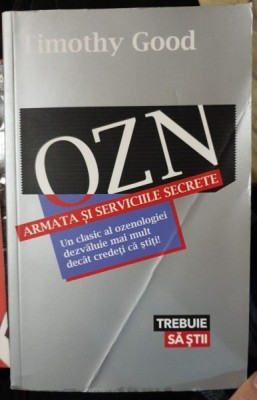 Timothy Good
OZN
ARMATA ȘI SERVICIILE SECRETE
Un clasic al ozenologiei
dezvăluie mai mult
decât credeți că știți!
TREBUIE
SĂ ȘTII